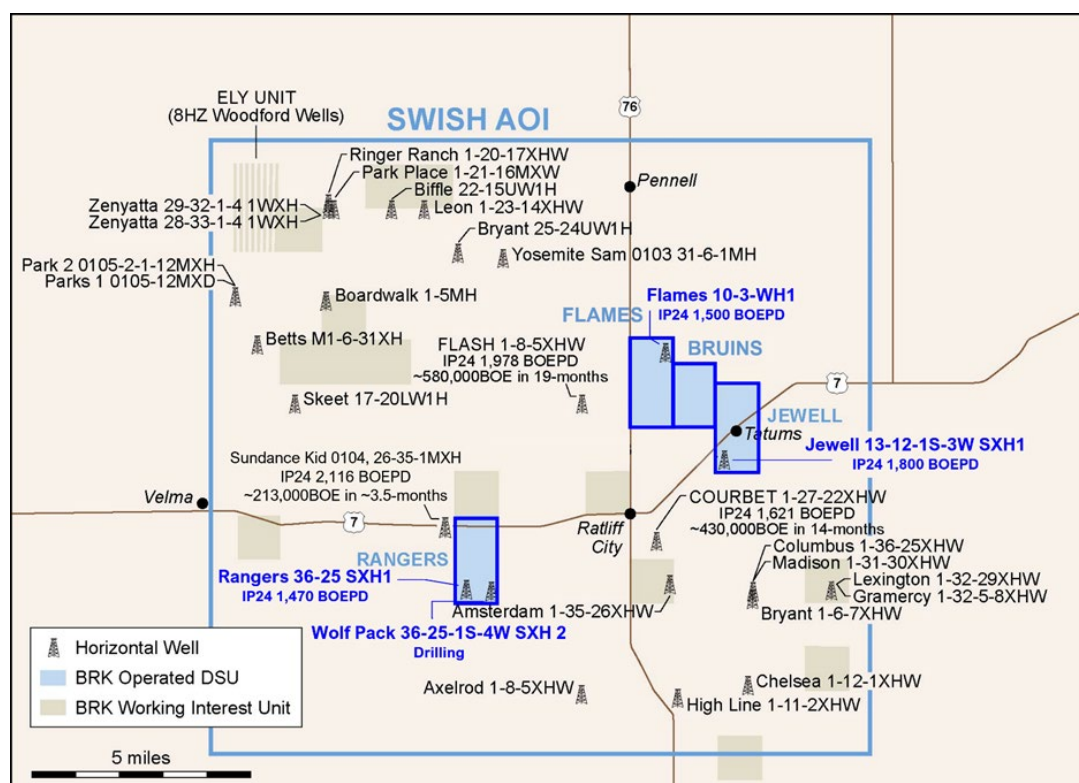 76
ELY UNIT
(8HZ Woodford Wells)
SWISH AOI
Ringer Ranch 1-20-17XHW
Park Place 1-21-16MXW
Biffle 22-15UW1H
Leon 1-23-14XHW
Zenyatta 29-32-1-4 1WXH
Zenyatta 28-33-1-4 1WXH
Pennell
Bryant 25-24UW1H
Yosemite Sam 0103 31-6-1MH
Park 2 0105-2-1-12MXH
Parks 1 0105-12MXD
Boardwalk 1-5MH
Flames 10-3-WH1
IP24 1,500 BOEPD
FLAMES
BRUINS
Betts M1-6-31XH
FLASH 1-8-5XHW
IP24 1,978 BOEPD
~580,000BOE in 19-months
7
Skeet 17-20LW1H
JEWELL
Tatums
Jewell 13-12-1S-3W SXH1
IP24 1,800 BOEPD
Sundance Kid 0104, 26-35-1MXH
IP24 2,116 BOEPD
~213,000BOE in ~3.5-months
Velma
7
Ratliff
City
COURBET 1-27-22XHW
IP24 1,621 BOEPD
~430,000BOE in 14-months
RANGERS
Rangers 36-25 SXH1
IP24 1,470 BOEPD
Columbus 1-36-25XHW
Madison 1-31-30XHW
Lexington 1-32-29XHW
Gramercy 1-32-5-8XHW
Bryant 1-6-7XHW
Amsterdam 1-35-26XHW
Wolf Pack 36-25-1S-4W SXH 2
Drilling
Axelrod 1-8-5XHW
Chelsea 1-12-1XHW
High Line 1-11-2XHW
Horizontal Well
BRK Operated DSU
BRK Working Interest Unit
5 miles